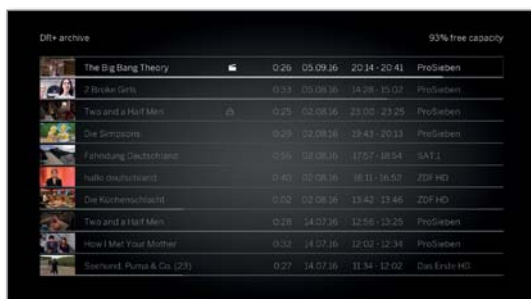 DR+ archive 93% free capacity
The Big Bang Theory 0:26 05.09.16 20:14 - 20:41 ProSieben
2 Broke Girls 0:33 05.09.16 14:28 - 15:02 ProSieben
Two and a Half Men 0:25 02.08.16 23:00 - 23:25 ProSieben
Die Simpsons 0:29 02.08.16 19:43 - 20:13 ProSieben
Fahndung Deutschland 0:56 02.08.16 17:57 - 18:54 SAT.1
hallo deutschland 0:40 02.08.16 16:11 - 16:52 ZDF HD
Die Küchenschlacht 0:02 02.08.16 13:42 - 13:46 ZDF HD
Two and a Half Men 0:28 14.07.16 12:56 - 13:25 ProSieben
How I Met Your Mother 0:32 14.07.16 12:02 - 12:34 ProSieben
Seehund, Puma & Co. (23) 0:27 14.07.16 11:34 - 12:02 Das Erste HD